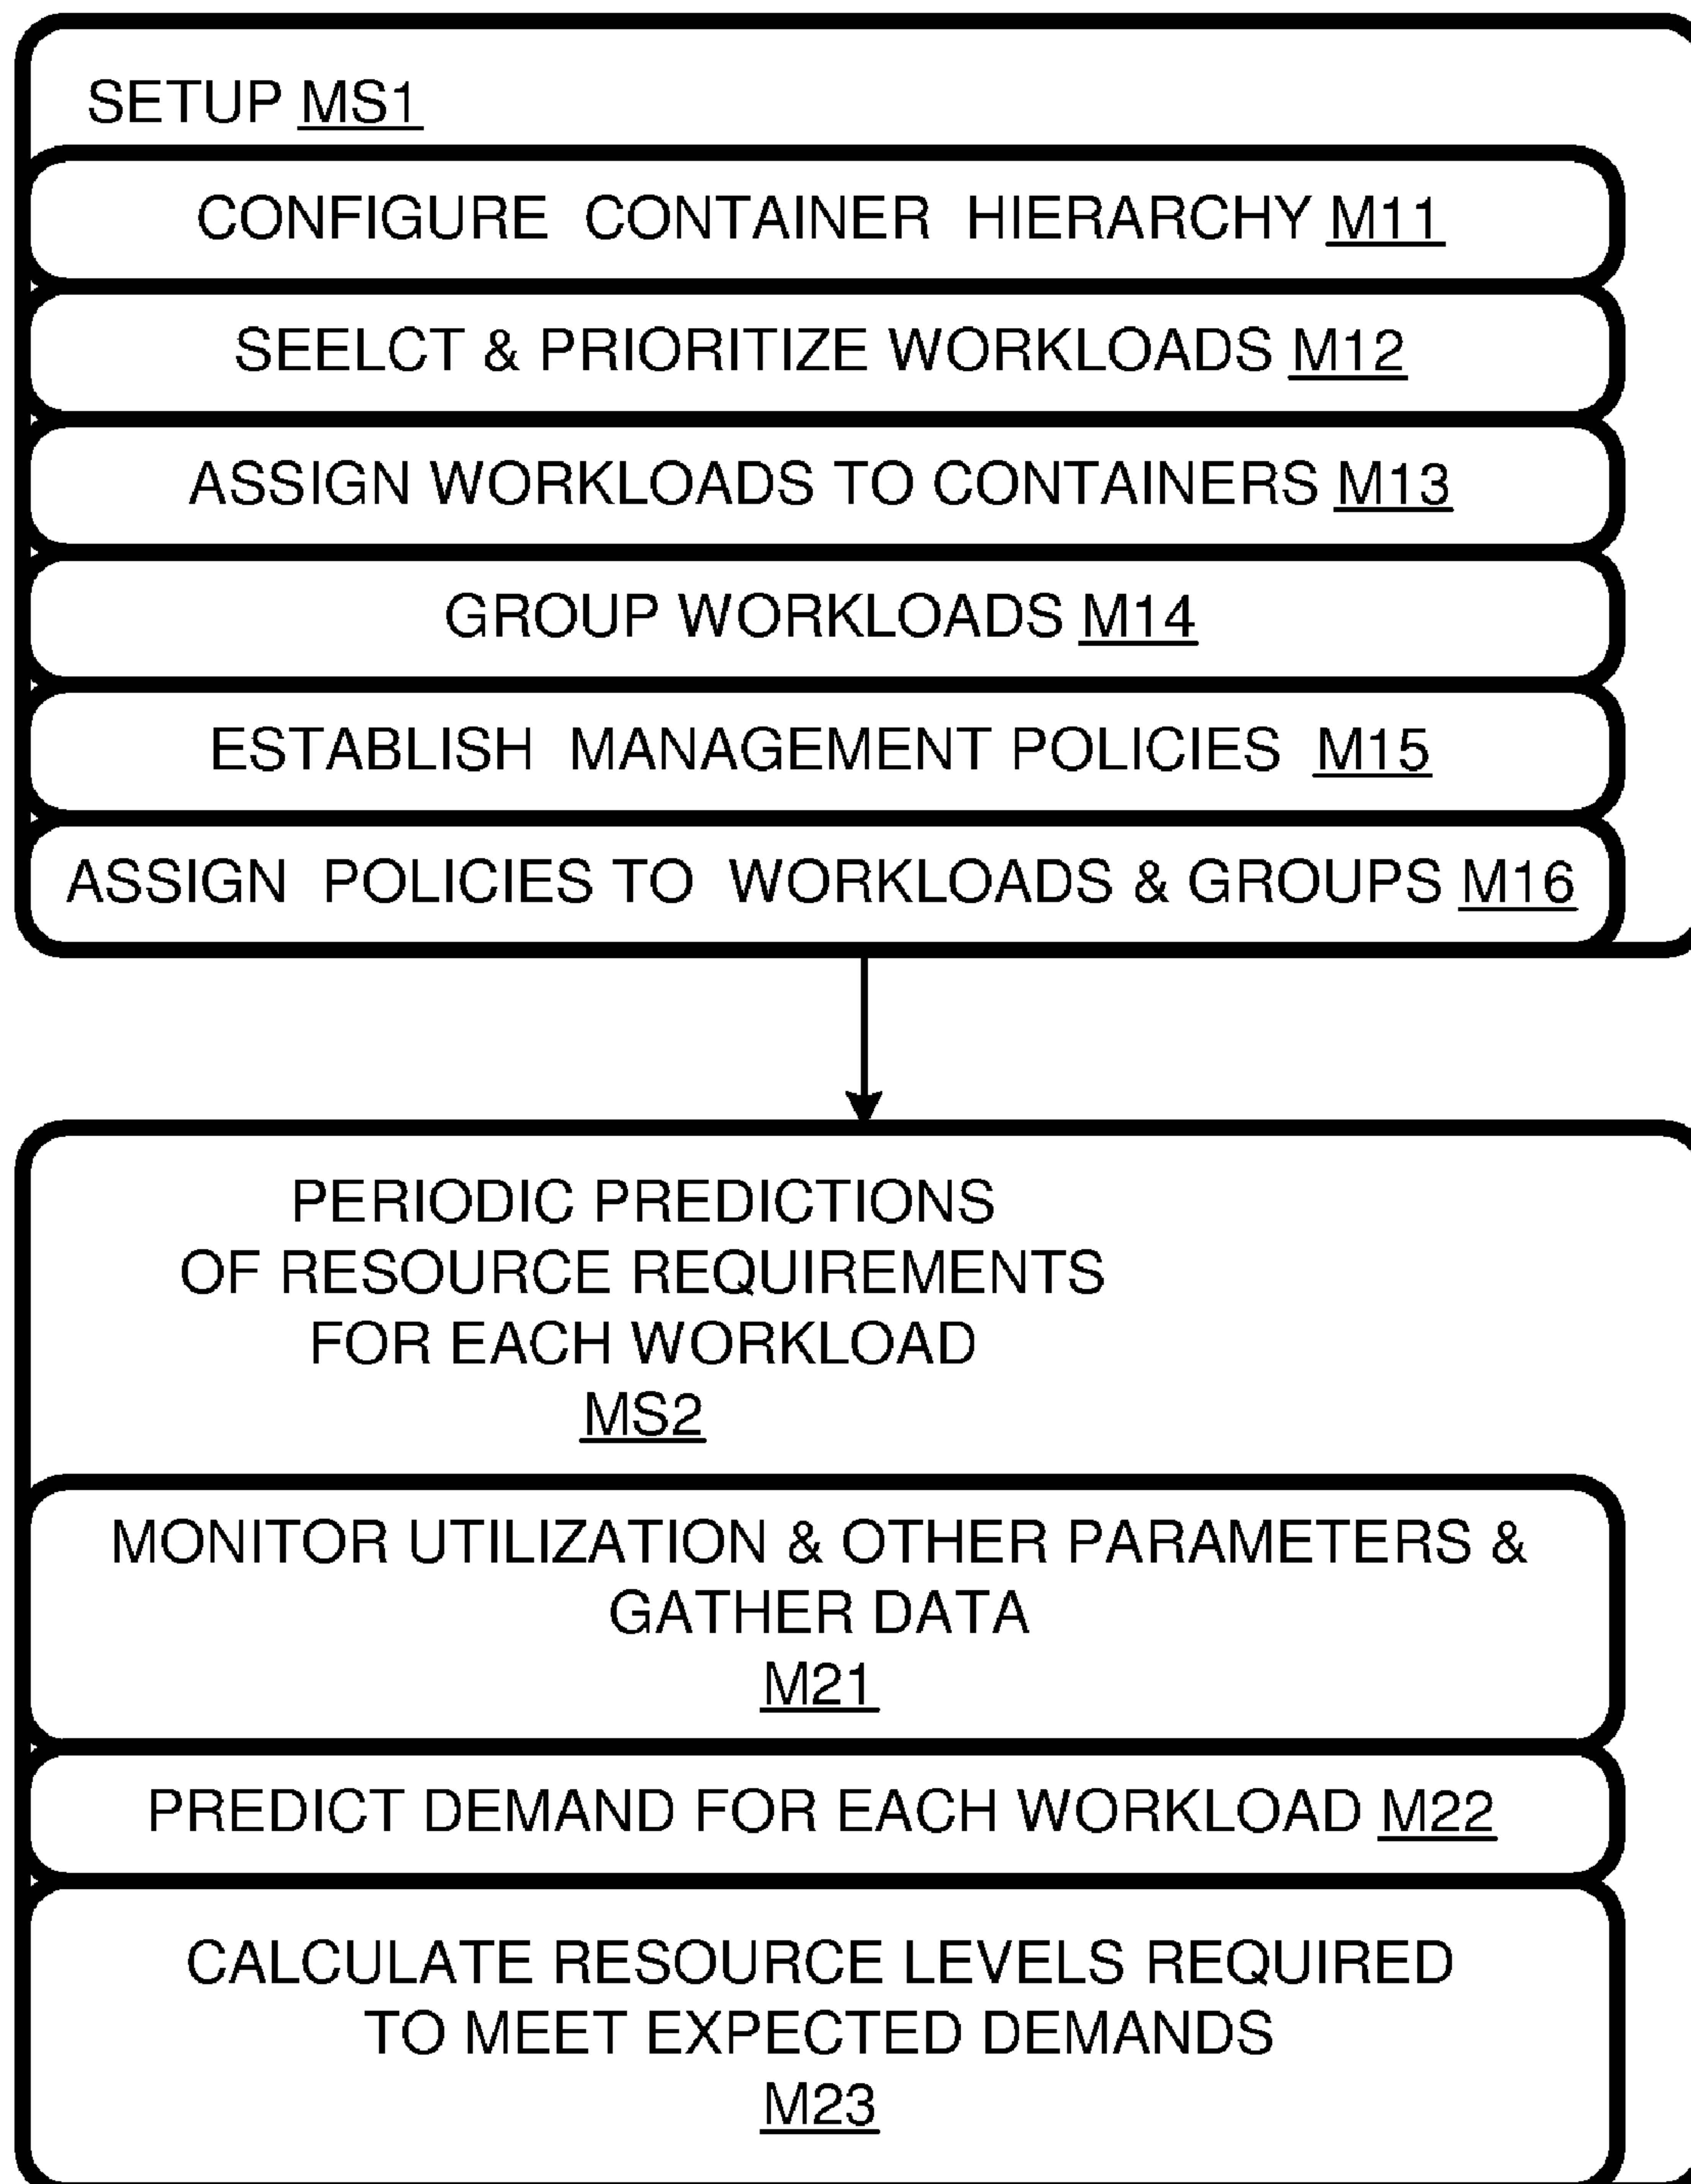 SETUP MS1
CONFIGURE CONTAINER HIERARCHY M11
SEELCT & PRIORITIZE WORKLOADS M12
ASSIGN WORKLOADS TO CONTAINERS M13
GROUP WORKLOADS M14
ESTABLISH MANAGEMENT POLICIES M15
ASSIGN POLICIES TO WORKLOADS & GROUPS M16
PERIODIC PREDICTIONS
OF RESOURCE REQUIREMENTS
FOR EACH WORKLOAD
MS2
MONITOR UTILIZATION & OTHER PARAMETERS &
GATHER DATA
M21
PREDICT DEMAND FOR EACH WORKLOAD M22
CALCULATE RESOURCE LEVELS REQUIRED
TO MEET EXPECTED DEMANDS
M23